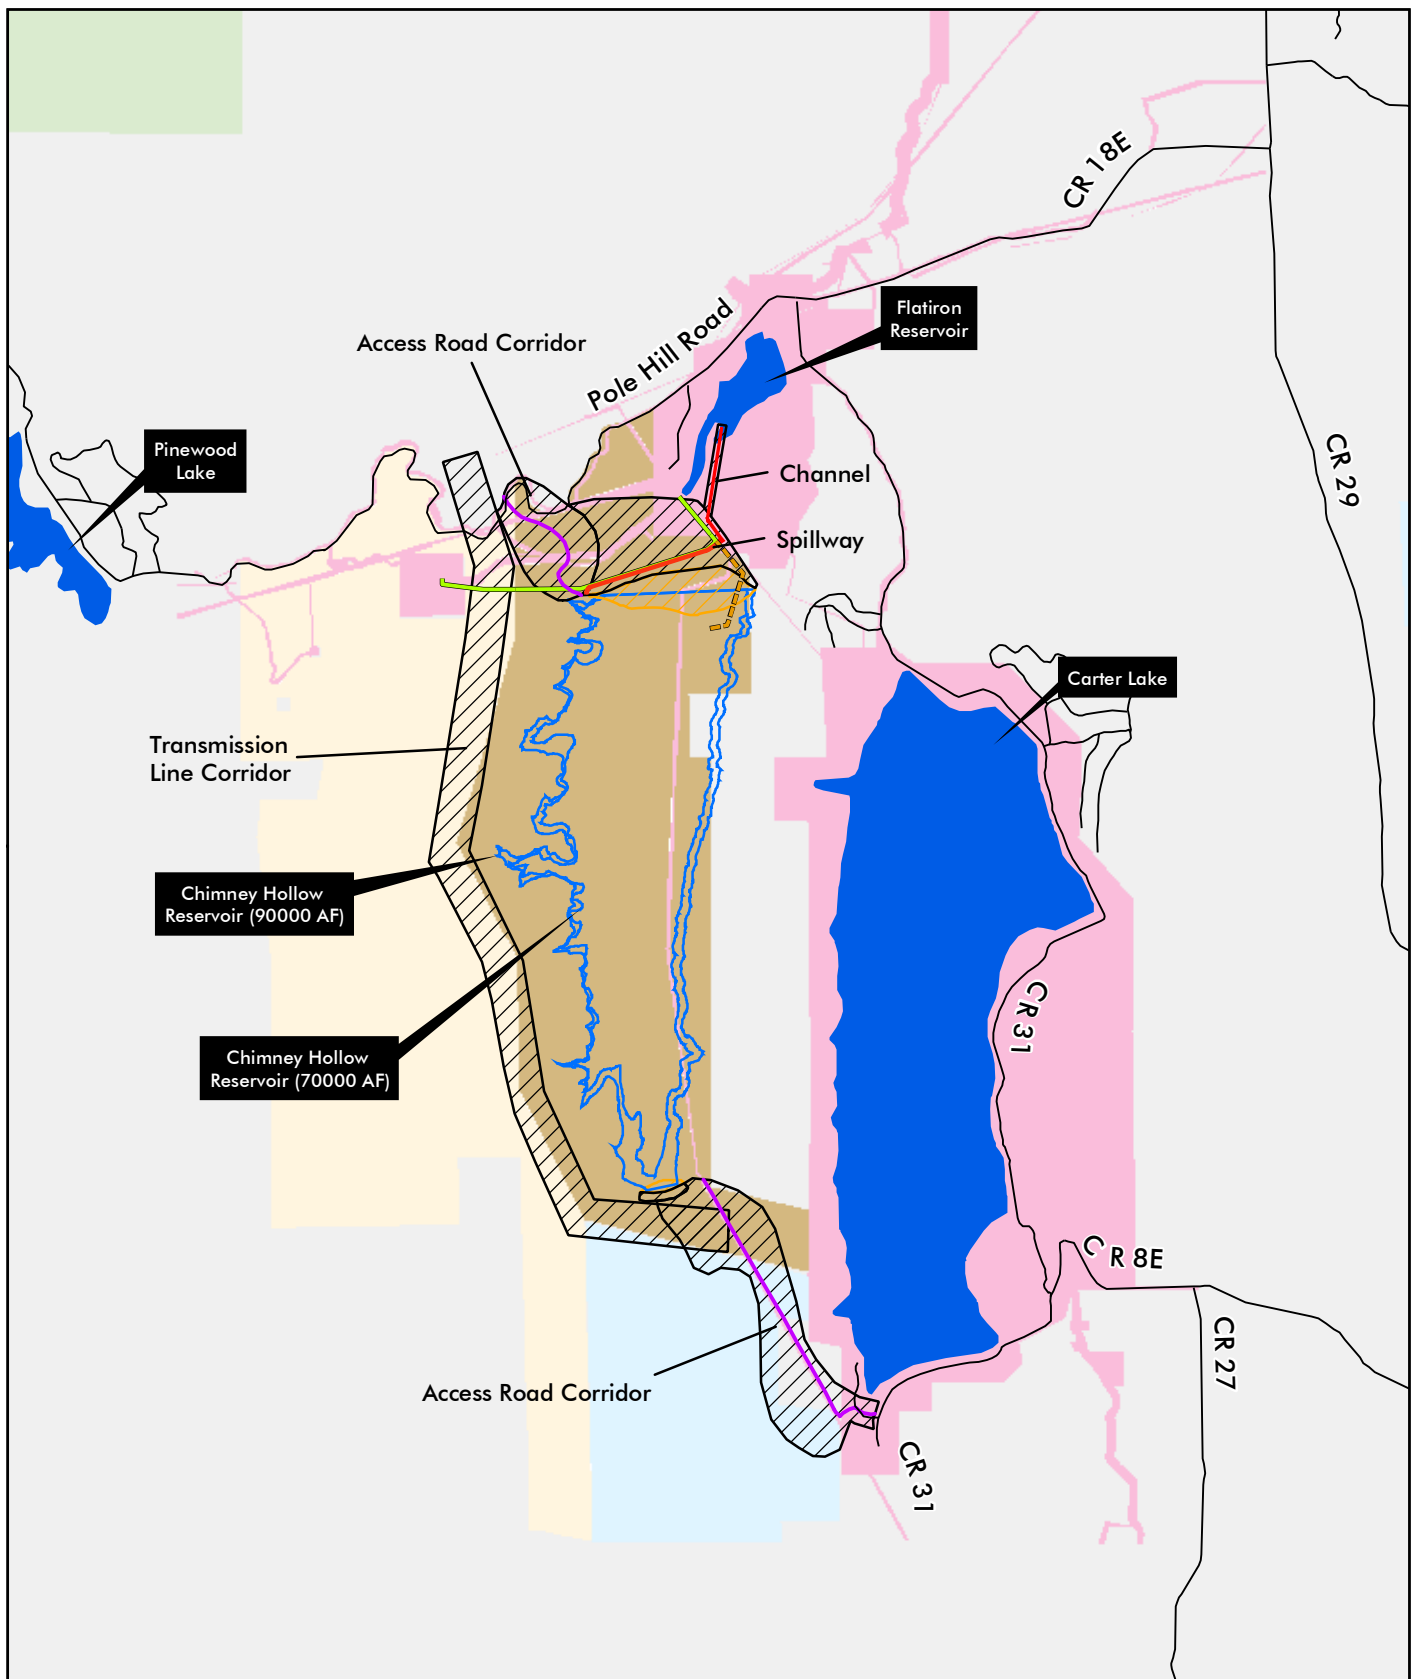 CR 18E
Flatiron
Reservoir
Pole Hill Road
Access Road Corridor
CR 29
Pinewood
Lake
Channel
Spillway
Carter Lake
Transmission
Line Corridor
Chimney Hollow
Reservoir (90000 AF)
CR 31
Chimney Hollow
Reservoir (70000 AF)
CR 8E
CR 27
Access Road Corridor
CR 31